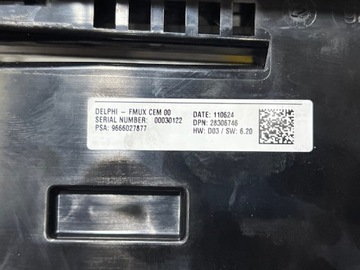 DELPHI - FMUX CEM 00
SERIAL NUMBER: 00030122
PSA: 9666027877
DATE: 110624
DPN: 28306746
HW: D03 / SW: 6.20